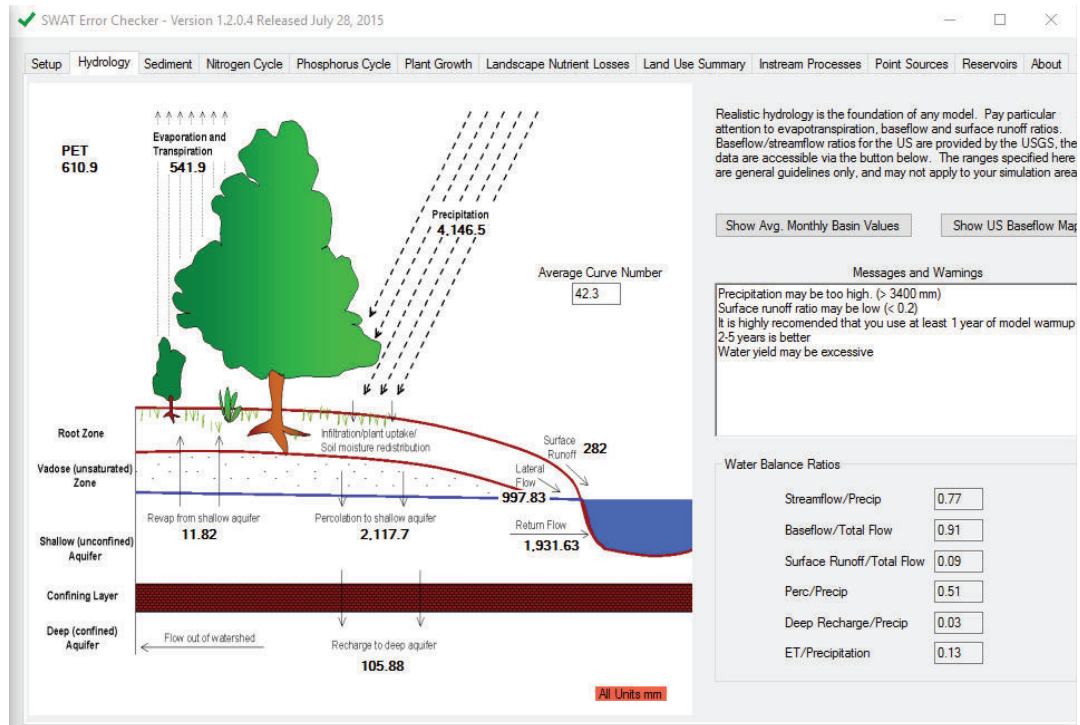 SWAT Error Checker - Version 1.2.0.4 Released July 28, 2015
Setup Hydrology Sediment Nitrogen Cycle Phosphorus Cycle Plant Growth Landscape Nutrient Losses Land Use Summary Instream Processes Point Sources Reservoirs About
PET
610.9
Evaporation and
Transpiration
541.9
Precipitation
4,146.5
Average Curve Number
42.3
Root Zone
Infiltration/plant uptake/
Soil moisture redistribution
Surface
Runoff
282
Vadose (unsaturated)
Zone
Lateral
Flow
997.83
Revap from shallow aquifer
11.82
Percolation to shallow aquifer
2,117.7
Return Flow
1,931.63
Shallow (unconfined)
Aquifer
Confining Layer
Deep (confined)
Aquifer
Flow out of watershed
Recharge to deep aquifer
105.88
All Units mm
Realistic hydrology is the foundation of any model. Pay particular
attention to evapotranspiration, baseflow and surface runoff ratios.
Baseflow/streamflow ratios for the US are provided by the USGS, the
data are accessible via the button below. The ranges specified here
are general guidelines only, and may not apply to your simulation area
Show Avg. Monthly Basin Values
Show US Baseflow Map
Messages and Warnings
Precipitation may be too high. (> 3400 mm)
Surface runoff ratio may be low (< 0.2)
It is highly recomended that you use at least 1 year of model warmup
2-5 years is better
Water yield may be excessive
Water Balance Ratios
Streamflow/Precip 0.77
Baseflow/Total Flow 0.91
Surface Runoff/Total Flow 0.09
Perc/Precip 0.51
Deep Recharge/Precip 0.03
ET/Precipitation 0.13